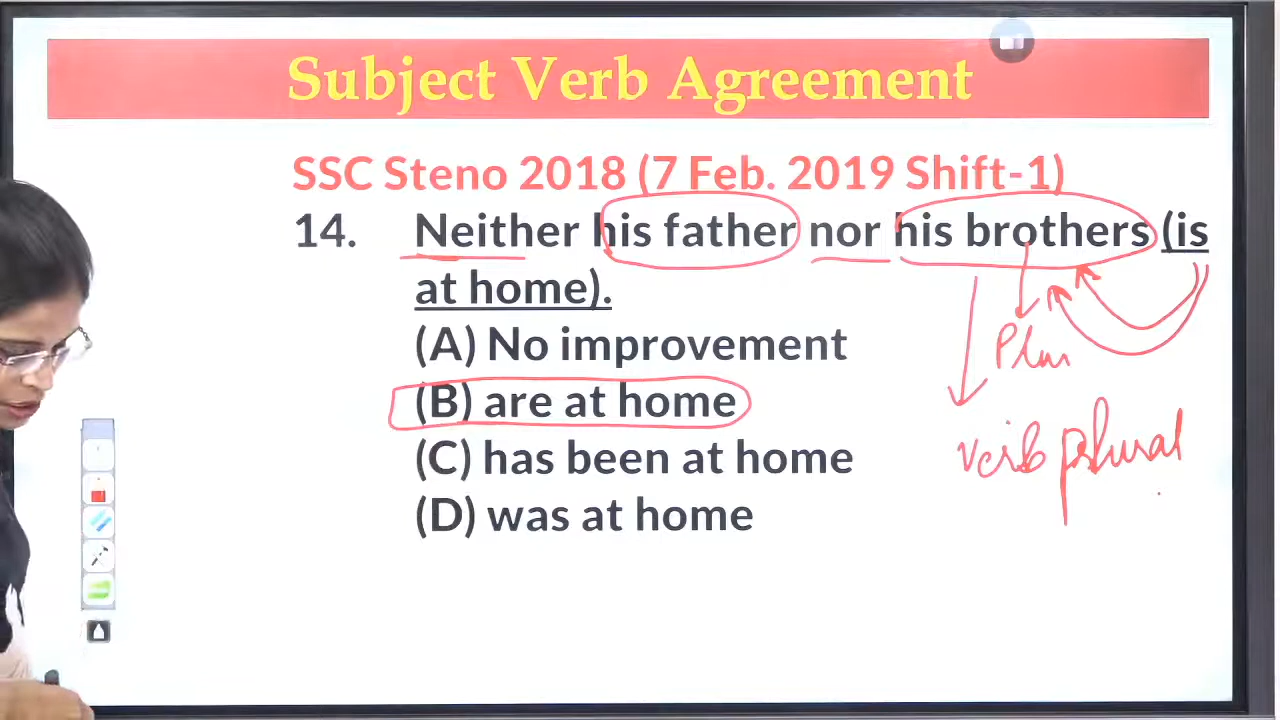 Subject Verb Agreement
SSC Steno 2018 (7 Feb. 2019 Shift-1)
14. Neither his father nor his brothers (is
at home).
(A) No improvement
Plu
(B) are at home
verb plural
(C) has been at home
(D) was at home